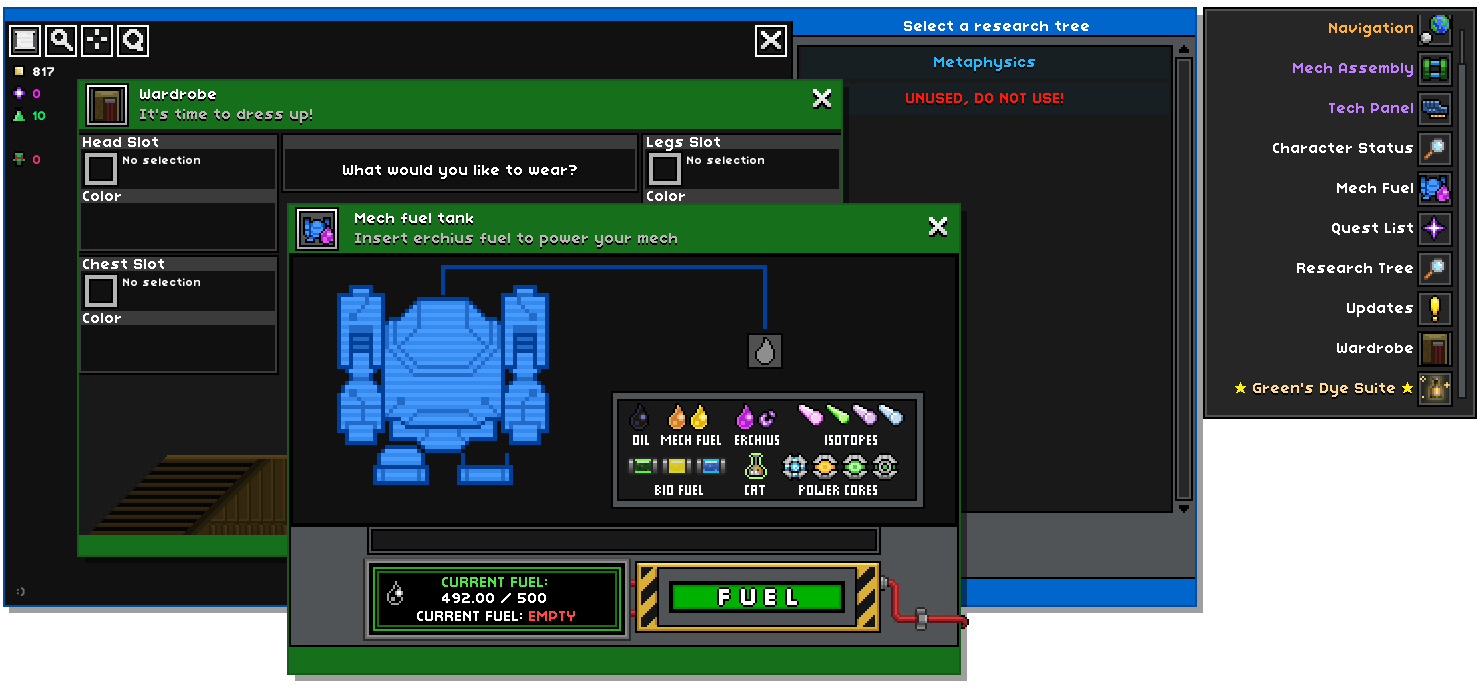 Select a research tree
Metaphysics
UNUSED, DO NOT USE!
817
0
10
0
:)
Wardrobe
It's time to dress up!
Head Slot
No selection
Color
What would you like to wear?
Legs Slot
No selection
Color
Chest Slot
No selection
Color
Mech fuel tank
Insert erchius fuel to power your mech
OIL MECH FUEL ERCHIUS ISOTOPES
BIO FUEL CAT POWER CORES
CURRENT FUEL:
492.00 / 500
CURRENT FUEL: EMPTY
FUEL
Navigation
Mech Assembly
Tech Panel
Character Status
Mech Fuel
Quest List
Research Tree
Updates
Wardrobe
★ Green's Dye Suite ★